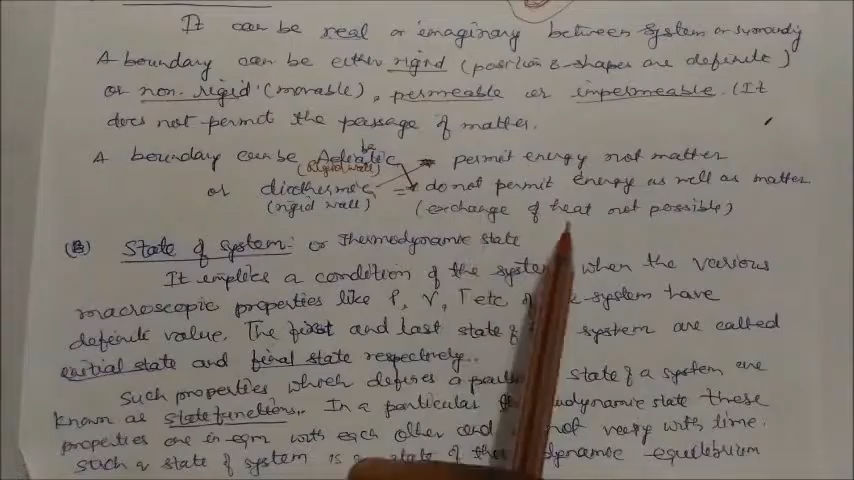 It can be real or imaginary between system or surrounding
A boundary can be either rigid (position & shapes are definite)
or non-rigid (movable), permeable or impermeable. (It
does not permit the passage of matter.
A boundary can be Adiabatic permit energy not matter
(Rigid wall)
or diathermic = do not permit energy as well as matter
(rigid wall) (exchange of heat not possible)
(B) State of system: or thermodynamic state
It implies a condition of the system when the various
macroscopic properties like P, V, T etc of system have
definite value. The first and last state of system are called
initial state and final state respectively..
Such properties which defines a state of a system are
known as state functions.. In a particular these
properties are in eqm with each other and not vary with time.
Such a state of system is a state of equilibrium